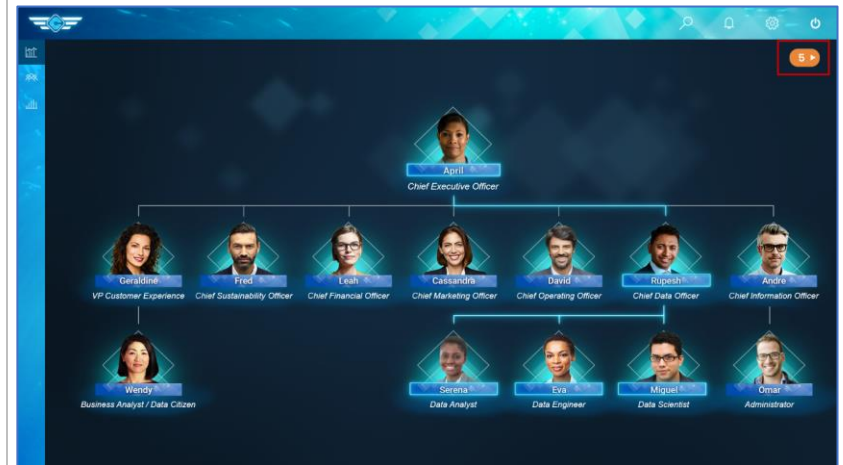 C
5
April
Chief Executive Officer
Geraldine Fred Leah Cassandra David Rupesh Andre
VP Customer Experience Chief Sustainability Officer Chief Financial Officer Chief Marketing Officer Chief Operating Officer Chief Data Officer Chief Information Officer
Wendy Serena Eva Miguel Omar
Business Analyst / Data Citizen Data Analyst Data Engineer Data Scientist Administrator